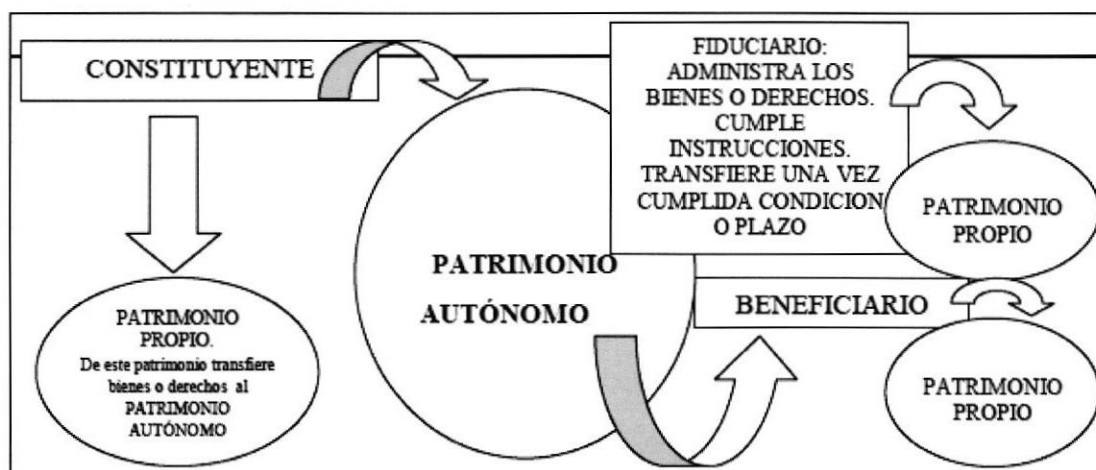 CONSTITUYENTE
PATRIMONIO
PROPIO.
De este patrimonio transfiere
bienes o derechos al
PATRIMONIO
AUTÓNOMO
PATRIMONIO
AUTÓNOMO
FIDUCIARIO:
ADMINISTRA LOS
BIENES O DERECHOS.
CUMPLE
INSTRUCCIONES.
TRANSFIERE UNA VEZ
CUMPLIDA CONDICION
O PLAZO
PATRIMONIO
PROPIO
BENEFICIARIO
PATRIMONIO
PROPIO